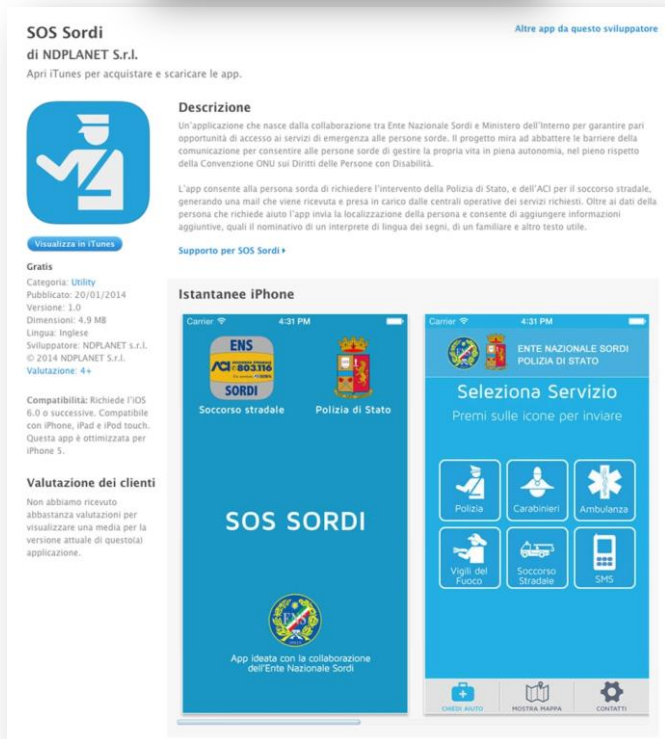 SOS Sordi
Altre app da questo sviluppatore
di NDPLANET S.r.l.
Apri iTunes per acquistare e scaricare le app.
Descrizione
Un'applicazione che nasce dalla collaborazione tra Ente Nazionale Sordi e Ministero dell'Interno per garantire pari
opportunità di accesso ai servizi di emergenza alle persone sorde. Il progetto mira ad abbattere le barriere della
comunicazione per consentire alle persone sorde di gestire la propria vita in piena autonomia, nel pieno rispetto
della Convenzione ONU sui Diritti delle Persone con Disabilità.
L'app consente alla persona sorda di richiedere l'intervento della Polizia di Stato, e dell'ACI per il soccorso stradale,
generando una mail che viene ricevuta e presa in carico dalle centrali operative dei servizi richiesti. Oltre ai dati della
persona che richiede aiuto l'app invia la localizzazione della persona e consente di aggiungere informazioni
aggiuntive, quali il nominativo di un interprete di lingua dei segni, di un familiare e altro testo utile.
Supporto per SOS Sordi
Visualizza in iTunes
Gratis
Categoria: Utility
Pubblicato: 20/01/2014
Versione: 1.0
Dimensioni: 4.9 MB
Lingua: Inglese
Sviluppatore: NDPLANET s.r.l.
© 2014 NDPLANET S.r.l.
Valutazione: 4+
Compatibilità: Richiede l'iOS
6.0 o successive. Compatibile
con iPhone, iPad e iPod touch.
Questa app è ottimizzata per
iPhone 5.
Valutazione dei clienti
Non abbiamo ricevuto
abbastanza valutazioni per
visualizzare una media per la
versione attuale di questo(a)
applicazione.
Istantanee iPhone
Carrier 4:31 PM
ENS
ACI 803.116
SORDI
Soccorso stradale
Polizia di Stato
SOS SORDI
ENS
App ideata con la collaborazione
dell'Ente Nazionale Sordi
Carrier 4:31 PM
ENTE NAZIONALE SORDI
POLIZIA DI STATO
Seleziona Servizio
Premi sulle icone per inviare
Polizia
Carabinieri
Ambulanza
Vigili del
Fuoco
Soccorso
Stradale
SMS
CHIEDI AIUTO
MOSTRA MAPPA
CONTATTI